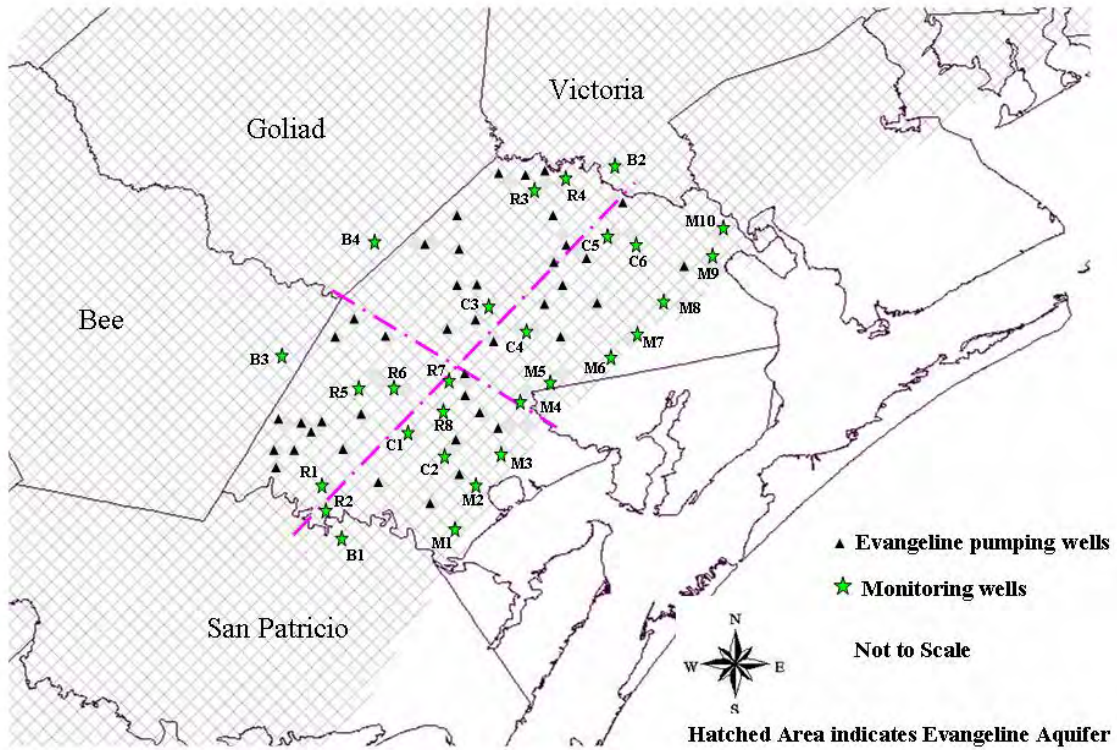 Victoria
Goliad
B2
R4
R3
M10
B4
C5
C6
M9
C3
M8
Bee
C4
M7
B3
M6
R7
M5
R6
R5
M4
R8
C1
M3
C2
R1
M2
R2
M1
B1
Evangeline pumping wells
Monitoring wells
San Patricio
N
Not to Scale
W E
S
Hatched Area indicates Evangeline Aquifer